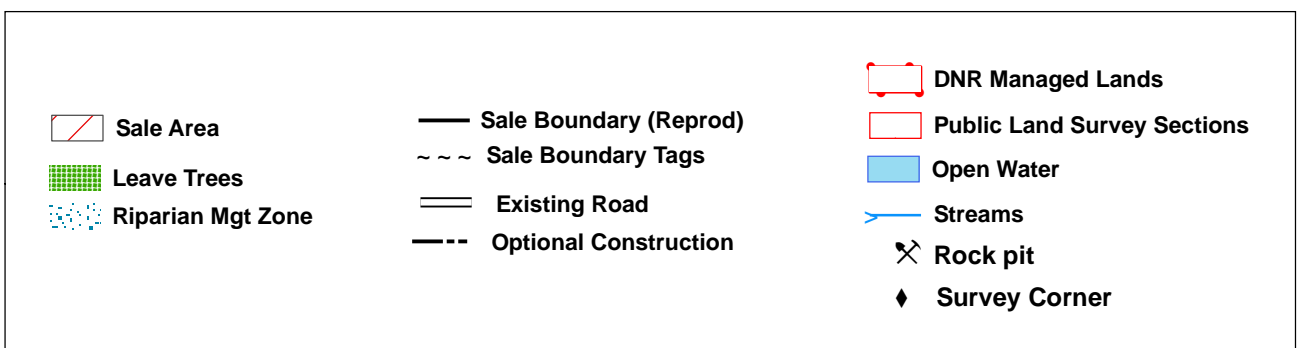 Sale Area
Leave Trees
Riparian Mgt Zone
Sale Boundary (Reprod)
Sale Boundary Tags
Existing Road
Optional Construction
DNR Managed Lands
Public Land Survey Sections
Open Water
Streams
Rock pit
Survey Corner